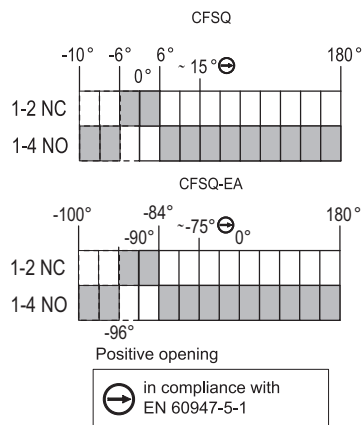 CFSQ
-10° -6° 6° 180°
0° ~ 15°
1-2 NC
1-4 NO
CFSQ-EA
-100° -84° 180°
-90° ~-75° 0°
1-2 NC
1-4 NO
-96°
Positive opening
in compliance with
EN 60947-5-1